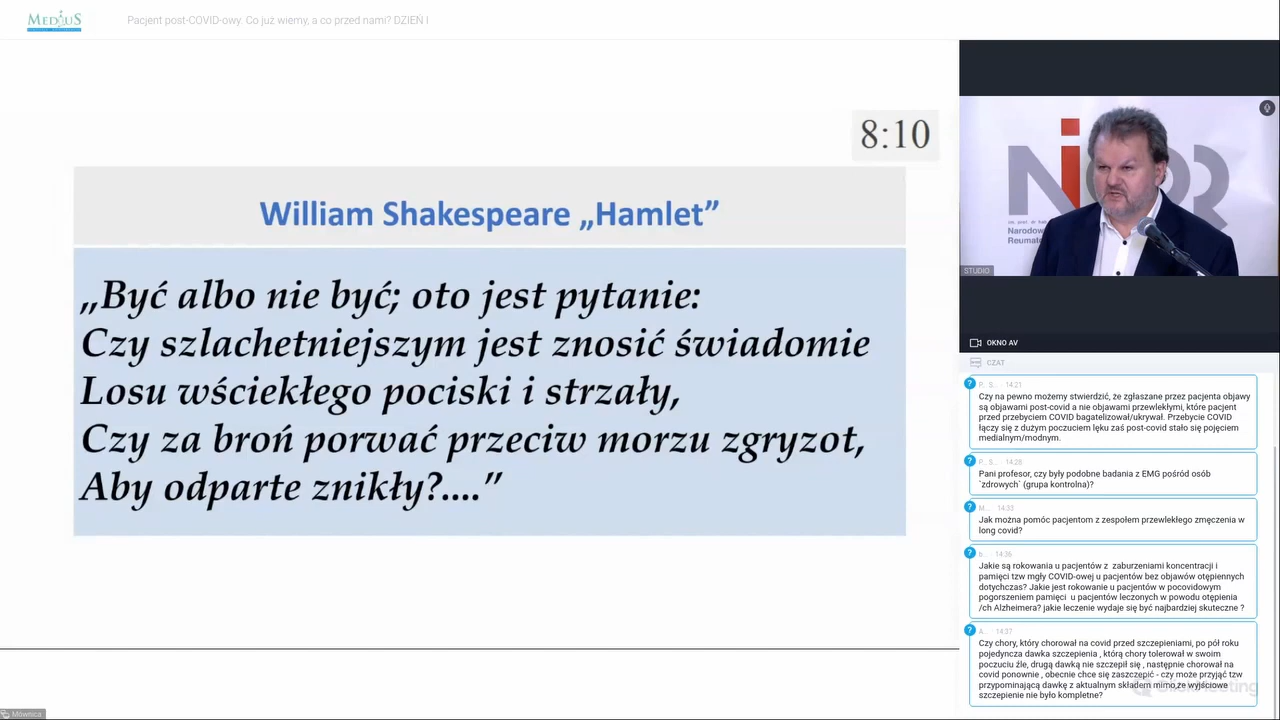 MEDJUS
Pacjent post-COVID-owy. Co już wiemy, a co przed nami? DZIEŃ I
8:10
William Shakespeare „Hamlet”
„Być albo nie być; oto jest pytanie:
Czy szlachetniejszym jest znosić świadomie
Losu wściekłego pociski i strzały,
Czy za broń porwać przeciw morzu zgryzot,
Aby odparte znikły?....”
Narodow
Reumato
STUDIO
OKNO AV
CZAT
P.. S.. · 14:21
Czy na pewno możemy stwierdzić, że zgłaszane przez pacjenta objawy
są objawami post-covid a nie objawami przewlekłymi, które pacjent
przed przebyciem COVID bagatelizował/ukrywał. Przebycie COVID
łączy się z dużym poczuciem lęku zaś post-covid stało się pojęciem
medialnym/modnym.
P.. S.. · 14:28
Pani profesor, czy były podobne badania z EMG pośród osób
`zdrowych` (grupa kontrolna)?
M... · 14:33
Jak można pomóc pacjentom z zespołem przewlekłego zmęczenia w
long covid?
b.. · 14:36
Jakie są rokowania u pacjentów z zaburzeniami koncentracji i
pamięci tzw mgły COVID-owej u pacjentów bez objawów otępiennych
dotychczas? Jakie jest rokowanie u pacjentów w pocovidowym
pogorszeniem pamięci u pacjentów leczonych w powodu otępienia
/ch Alzheimera? jakie leczenie wydaje się być najbardziej skuteczne ?
A.. · 14:37
Czy chory, który chorował na covid przed szczepieniami, po pół roku
pojedyncza dawka szczepienia , którą chory tolerował w swoim
poczuciu źle, drugą dawką nie szczepił się , następnie chorował na
covid ponownie , obecnie chce się zaszczepić - czy może przyjąć tzw
przypominającą dawkę z aktualnym składem mimo,że wyjściowe
szczepienie nie było kompletne?
ClickMeeting
Mównica